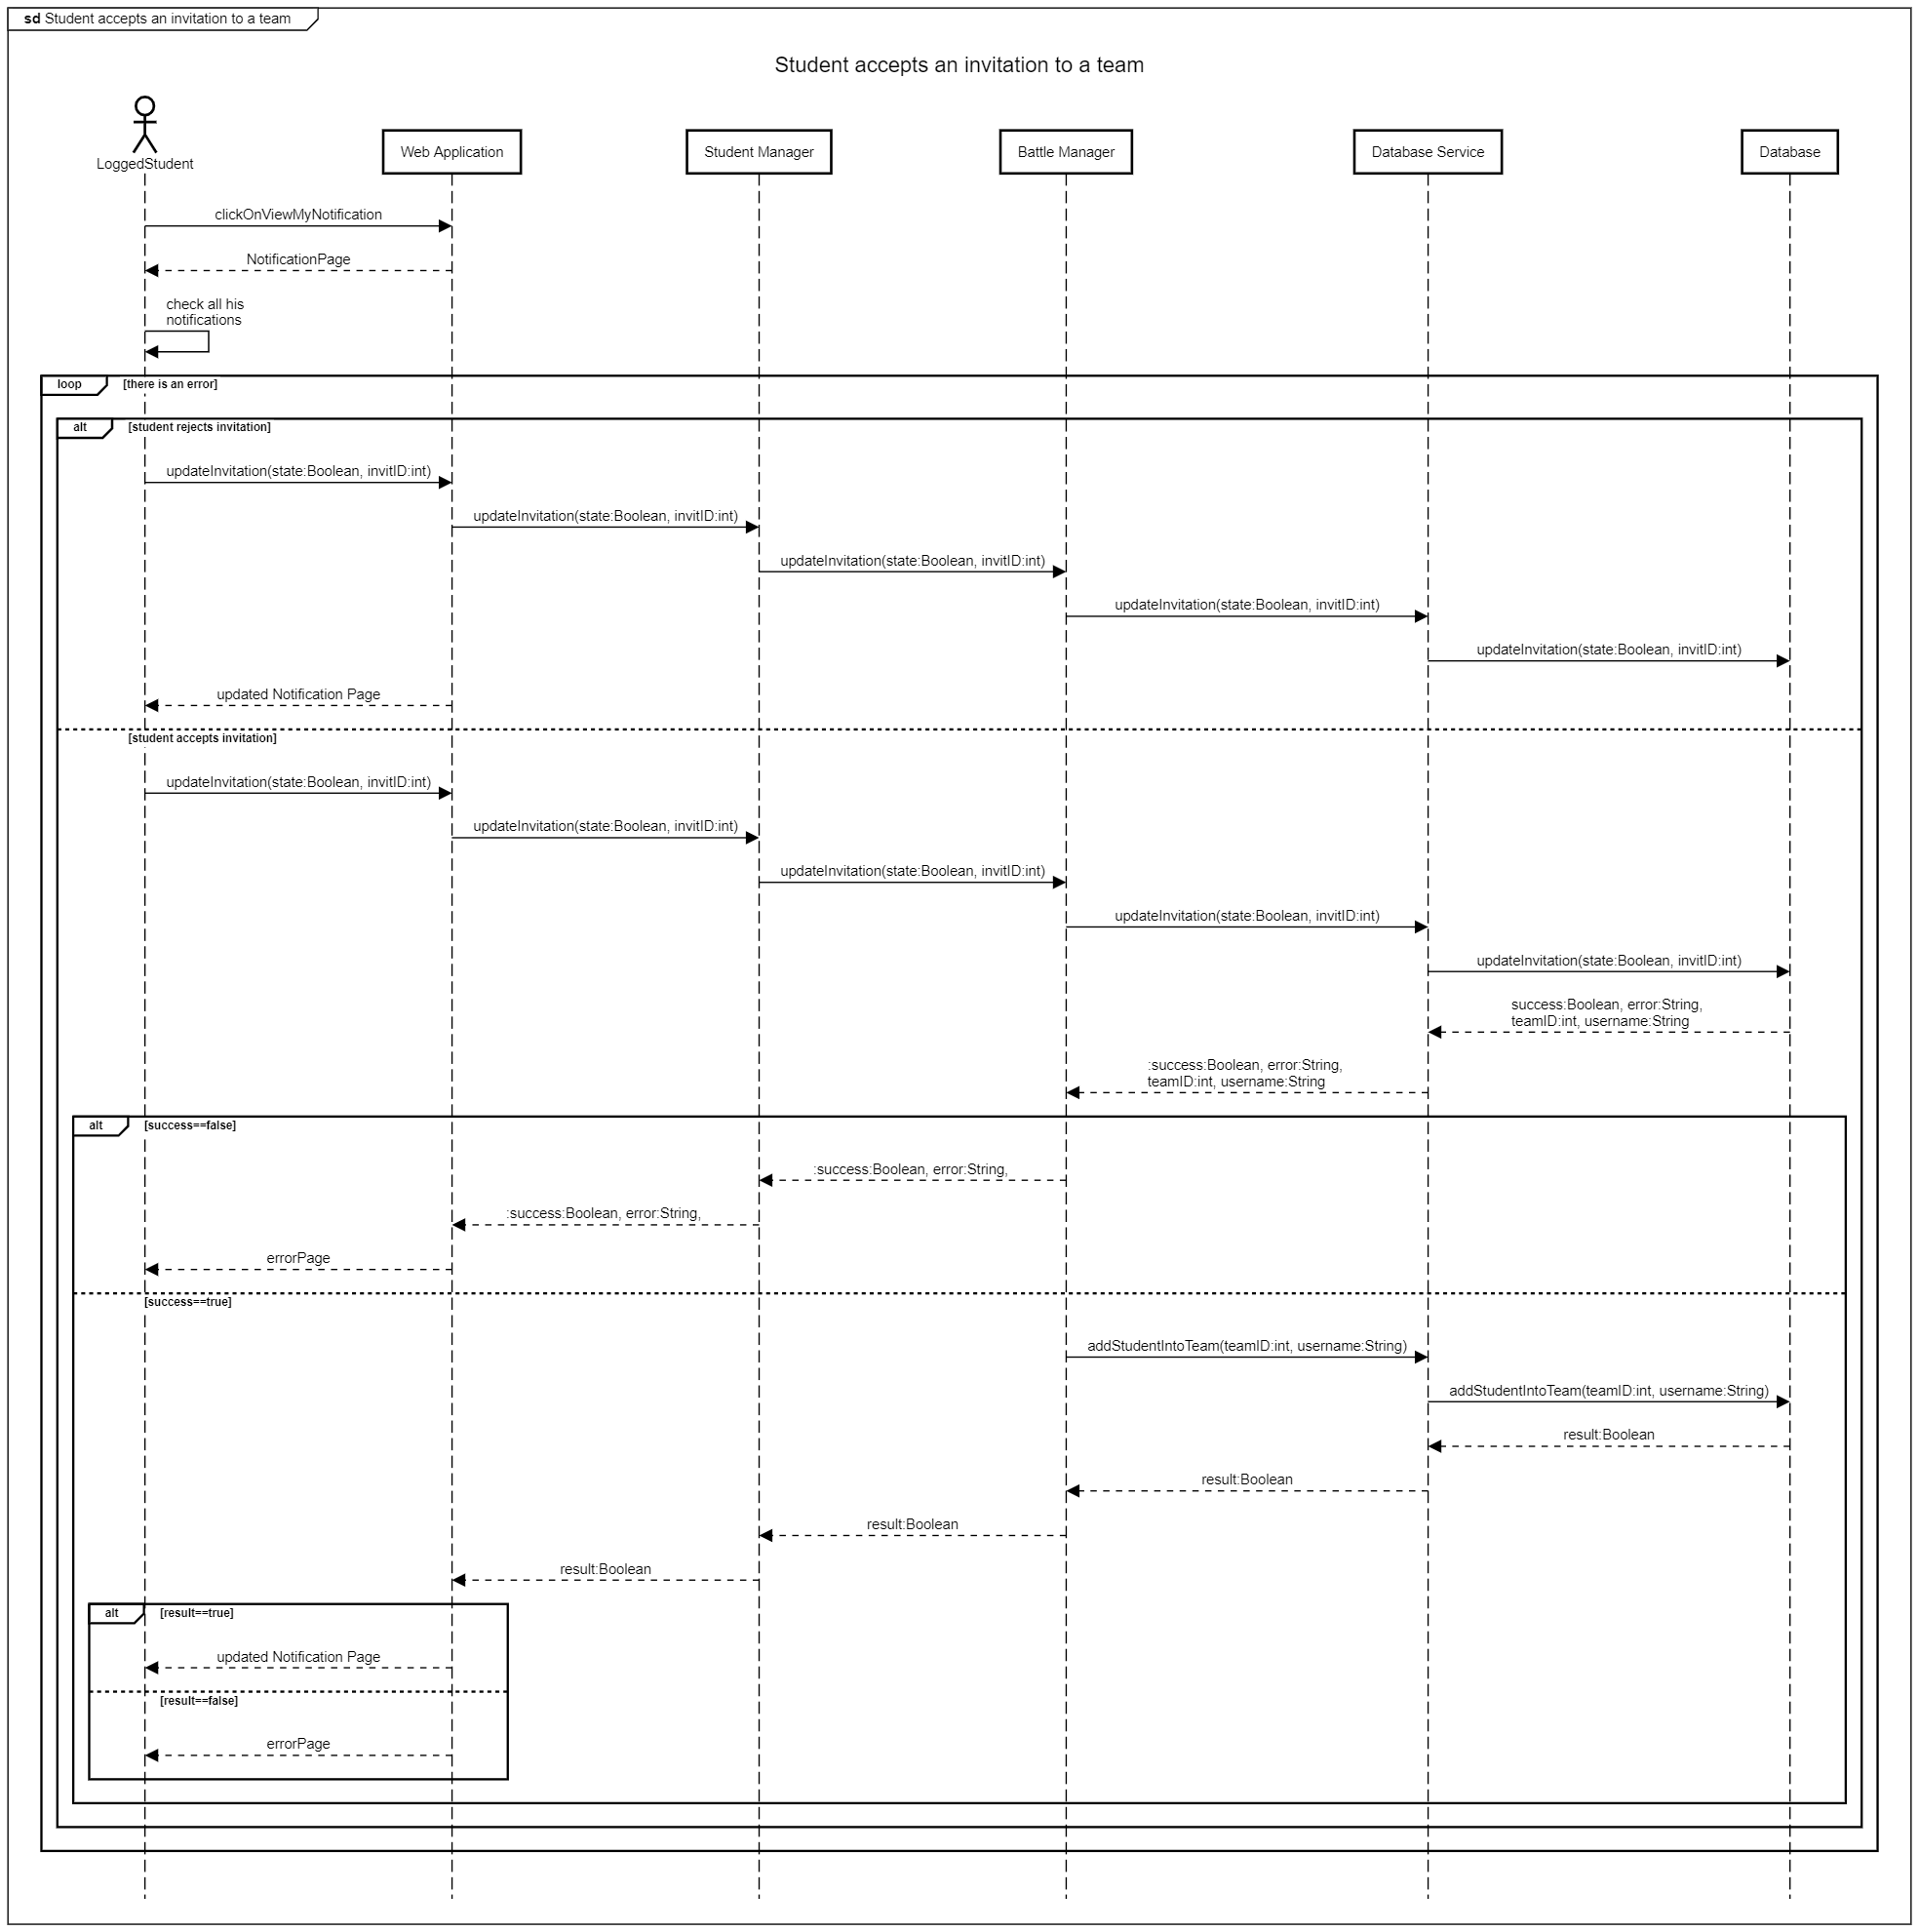 sd Student accepts an invitation to a team
Student accepts an invitation to a team
LoggedStudent
Web Application
Student Manager
Battle Manager
Database Service
Database
clickOnViewMyNotification
NotificationPage
check all his
notifications
loop [there is an error]
alt [student rejects invitation]
updateInvitation(state:Boolean, invitID:int)
updateInvitation(state:Boolean, invitID:int)
updateInvitation(state:Boolean, invitID:int)
updateInvitation(state:Boolean, invitID:int)
updateInvitation(state:Boolean, invitID:int)
updated Notification Page
[student accepts invitation]
updateInvitation(state:Boolean, invitID:int)
updateInvitation(state:Boolean, invitID:int)
updateInvitation(state:Boolean, invitID:int)
updateInvitation(state:Boolean, invitID:int)
updateInvitation(state:Boolean, invitID:int)
success:Boolean, error:String,
teamID:int, username:String
:success:Boolean, error:String,
teamID:int, username:String
alt [success==false]
:success:Boolean, error:String,
:success:Boolean, error:String,
errorPage
[success==true]
addStudentIntoTeam(teamID:int, username:String)
addStudentIntoTeam(teamID:int, username:String)
result:Boolean
result:Boolean
result:Boolean
result:Boolean
alt [result==true]
updated Notification Page
[result==false]
errorPage